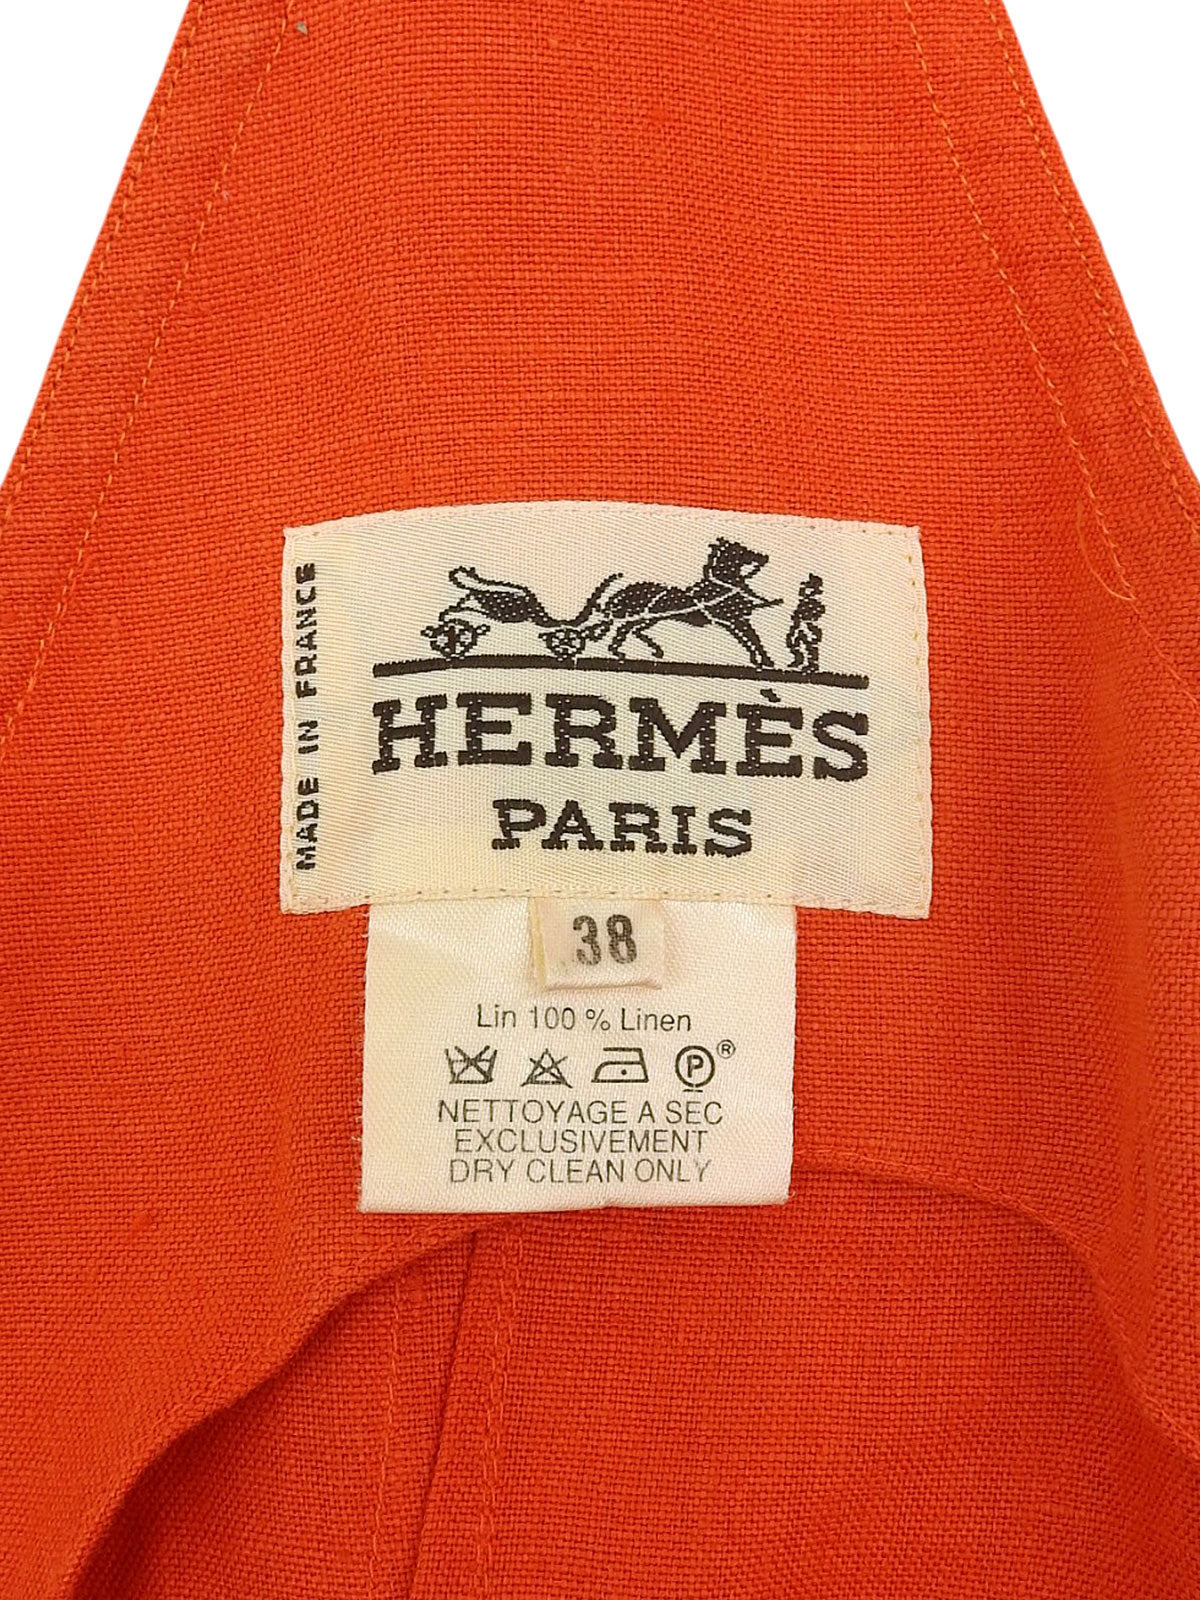 MADE IN FRANCE
HERMÈS
PARIS
38
Lin 100 % Linen
P®
NETTOYAGE A SEC
EXCLUSIVEMENT
DRY CLEAN ONLY